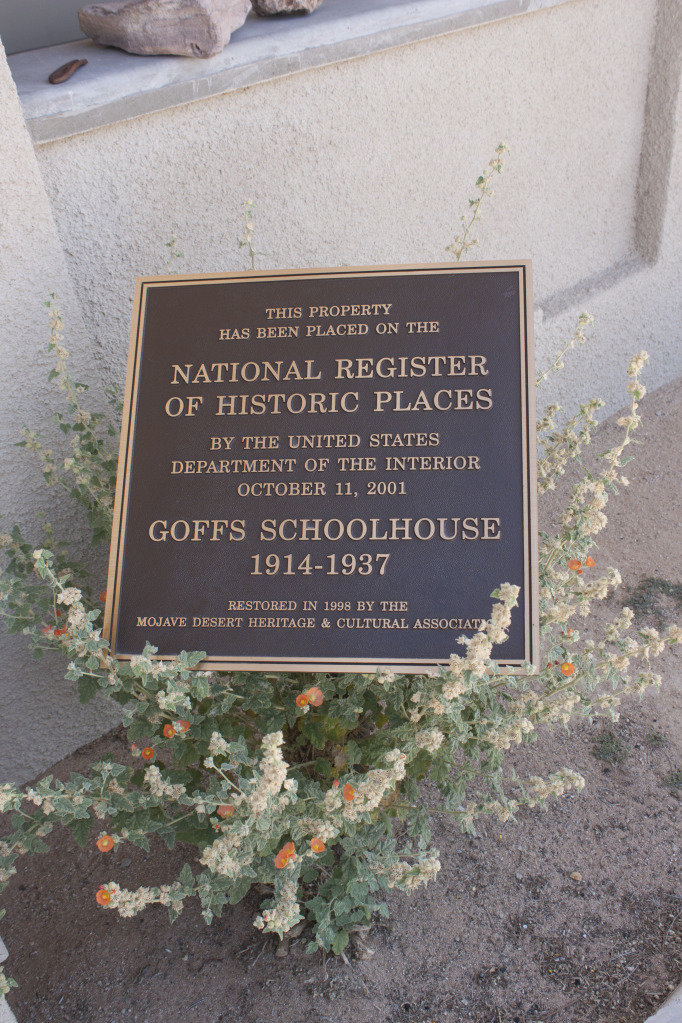 THIS PROPERTY
HAS BEEN PLACED ON THE
NATIONAL REGISTER
OF HISTORIC PLACES
BY THE UNITED STATES
DEPARTMENT OF THE INTERIOR
OCTOBER 11, 2001
GOFFS SCHOOLHOUSE
1914-1937
RESTORED IN 1998 BY THE
MOJAVE DESERT HERITAGE & CULTURAL ASSOCIATION